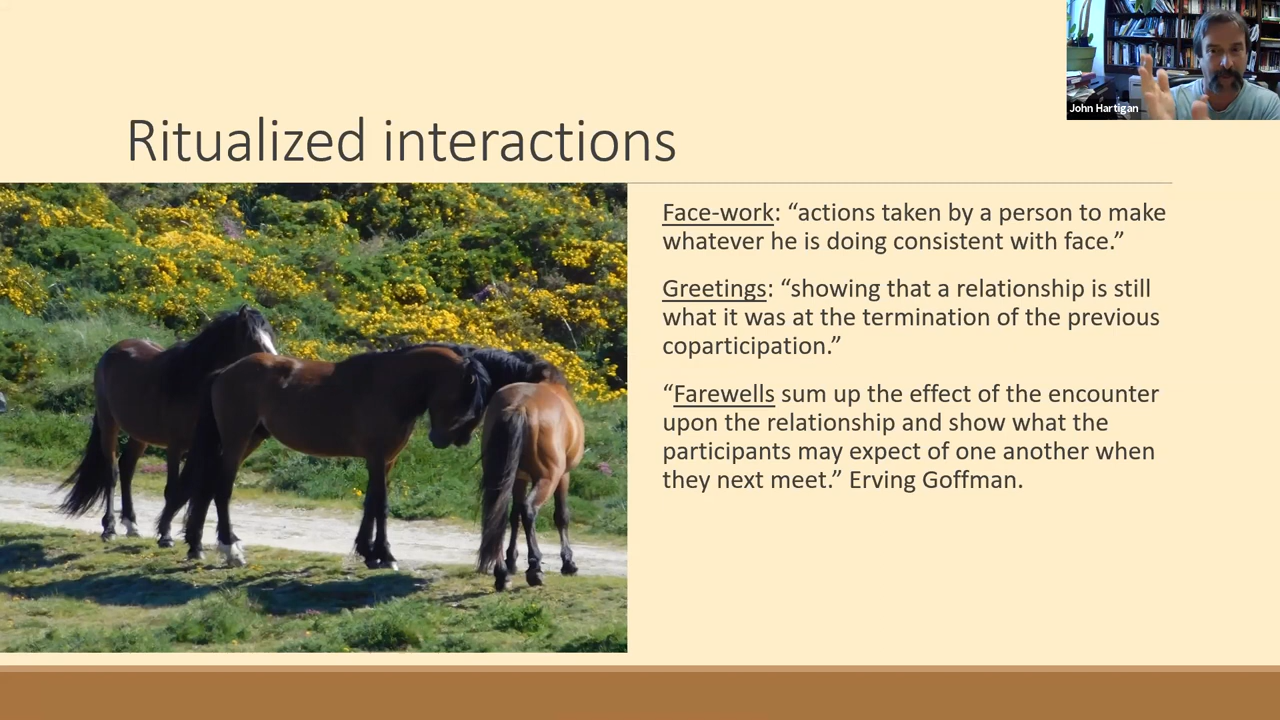 John Hartigan
Ritualized interactions
Face-work: “actions taken by a person to make
whatever he is doing consistent with face.”
Greetings: “showing that a relationship is still
what it was at the termination of the previous
coparticipation.”
“Farewells sum up the effect of the encounter
upon the relationship and show what the
participants may expect of one another when
they next meet.” Erving Goffman.